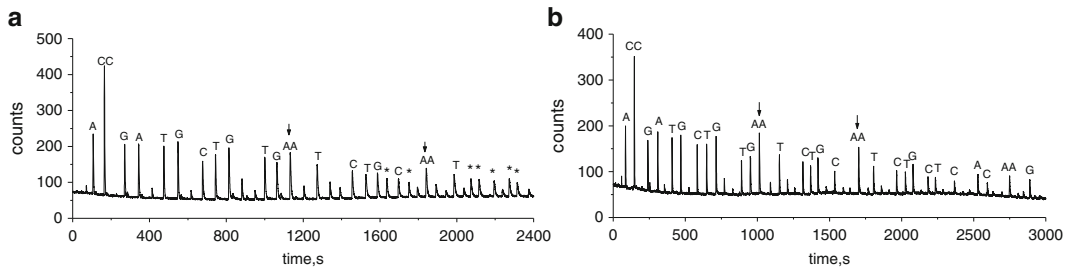 a
500
400
300
200
100
0
counts
A CC G A T G C T G T G AA T C T G * C * AA T * * * *
0 400 800 1200 1600 2000 2400
time,s
b
400
300
200
100
0
counts
A CC G A T G C T G T G AA T C T G C AA T C T G C T C A C AA G
0 500 1000 1500 2000 2500 3000
time,s